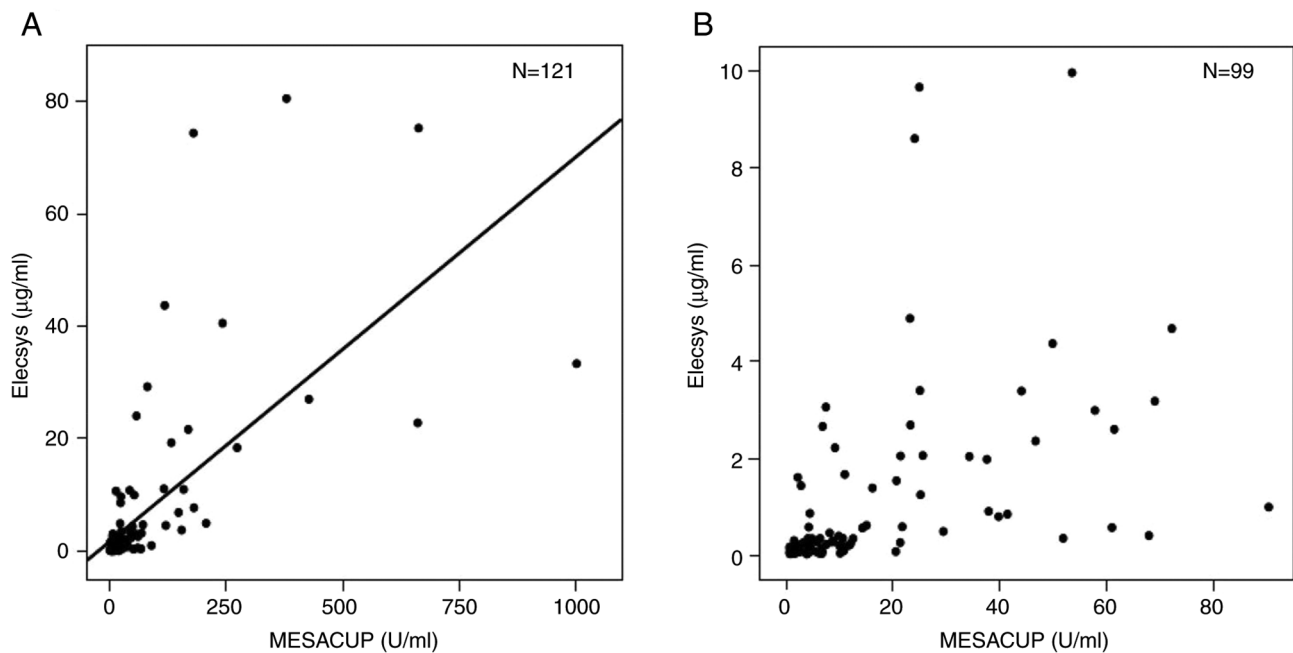 A
N=121
80
60
40
20
0
Elecsys (μg/ml)
0 250 500 750 1000
MESACUP (U/ml)
B
N=99
10
8
6
4
2
0
Elecsys (μg/ml)
0 20 40 60 80
MESACUP (U/ml)